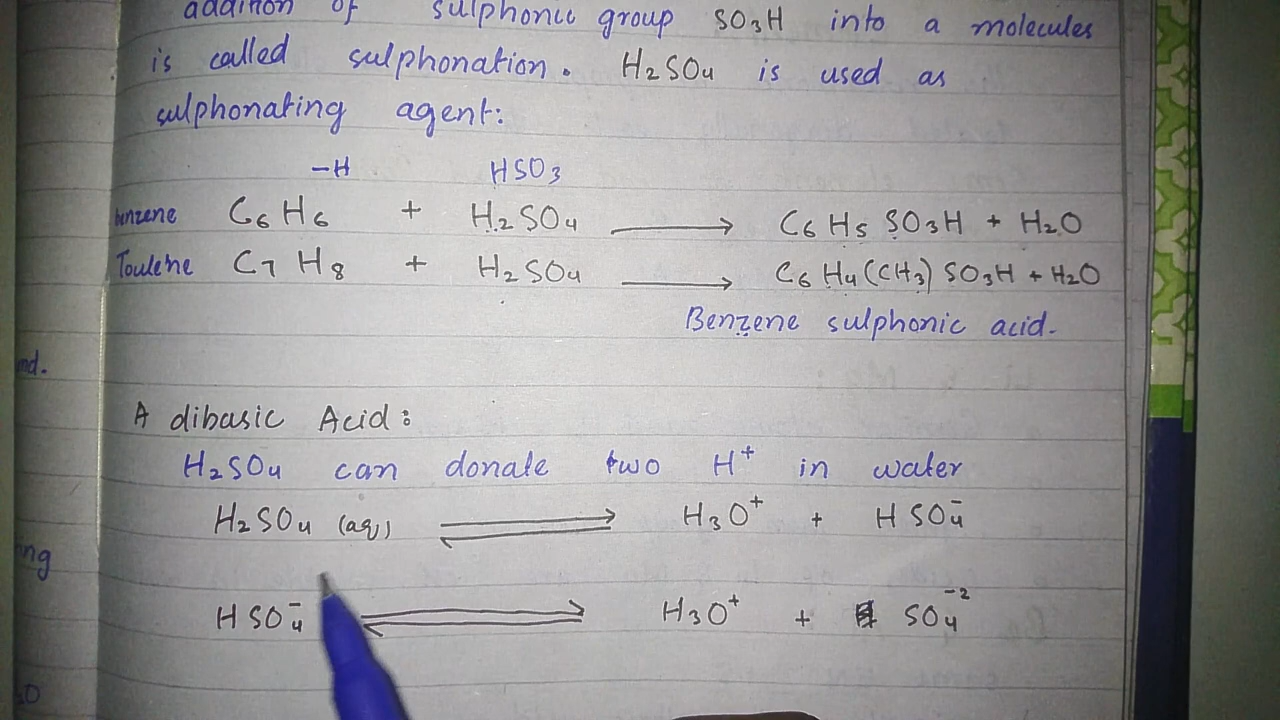 addition of sulphonic group SO3H into a molecules
is called sulphonation. H2SO4 is used as
sulphonating agent:
-H HSO3
benzene C6H6 + H2SO4 ⟶ C6H5 SO3H + H2O
Toulene C7H8 + H2SO4 ⟶ C6H4(CH3) SO3H + H2O
Benzene sulphonic acid.
nd.
A dibasic Acid:
H2SO4 can donate two H+ in water
H2SO4 (aq) ⇌ H3O+ + HSO4-
ng
HSO4- ⇌ H3O+ + SO4-2